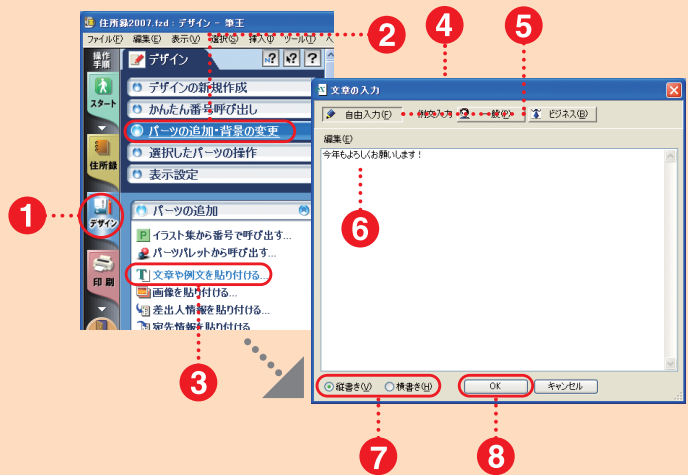 住所録2007.fzd : デザイン - 筆王
ファイル(F) 編集(E) 表示(V) 選択(S) 挿入(I) ツール(T)
操作手順
デザイン
スタート
デザインの新規作成
かんたん番号呼び出し
パーツの追加・背景の変更
選択したパーツの操作
表示設定
住所録
デザイン
パーツの追加
イラスト集から番号で呼び出す...
パーツパレットから呼び出す...
文章や例文を貼り付ける...
画像を貼り付ける...
差出人情報を貼り付ける...
宛先情報を貼り付ける...
印刷
1
2
3
4
5
文章の入力
自由入力(F) 例文入力 一般(P) ビジネス(B)
編集(E)
今年もよろしくお願いします!
6
縦書き(V) 横書き(H) OK キャンセル
7
8